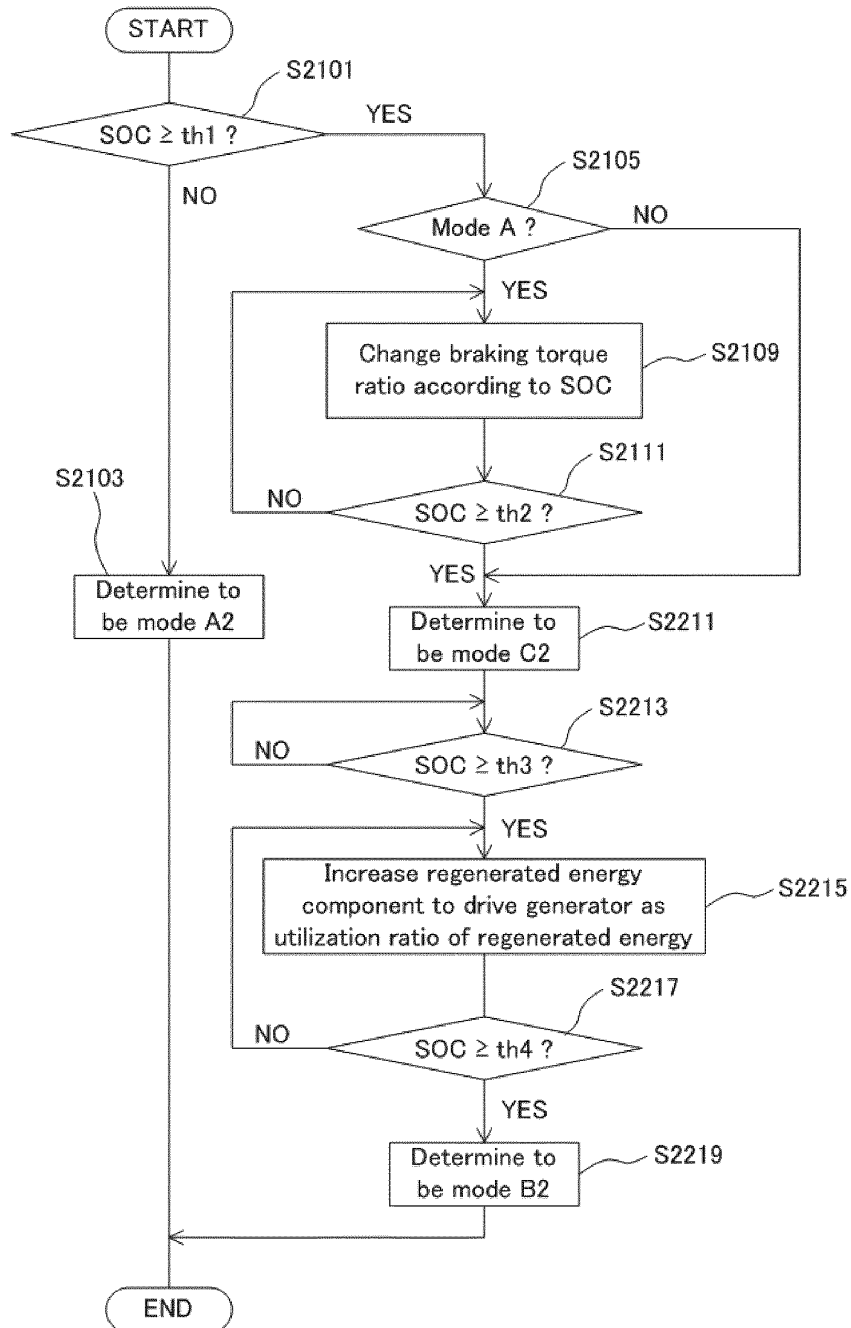 START
S2101
SOC ≥ th1 ?
YES
NO
S2105
Mode A ?
NO
YES
Change braking torque
ratio according to SOC
S2109
S2111
SOC ≥ th2 ?
NO
YES
S2103
Determine to
be mode A2
Determine to
be mode C2
S2211
S2213
SOC ≥ th3 ?
NO
YES
Increase regenerated energy
component to drive generator as
utilization ratio of regenerated energy
S2215
S2217
SOC ≥ th4 ?
NO
YES
Determine to
be mode B2
S2219
END